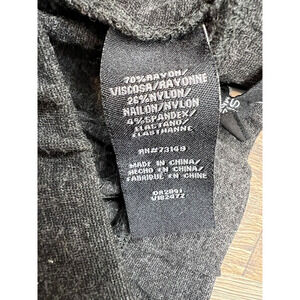 70%RAYON/
VISCOSA/RAYONNE
26%NYLON/
NAILON/NYLON
4%SPANDEX/
ELASTANO/
ELASTHANNE
RN#73149
MADE IN CHINA/
HECHO EN CHINA/
FABRIQUÉ EN CHINE